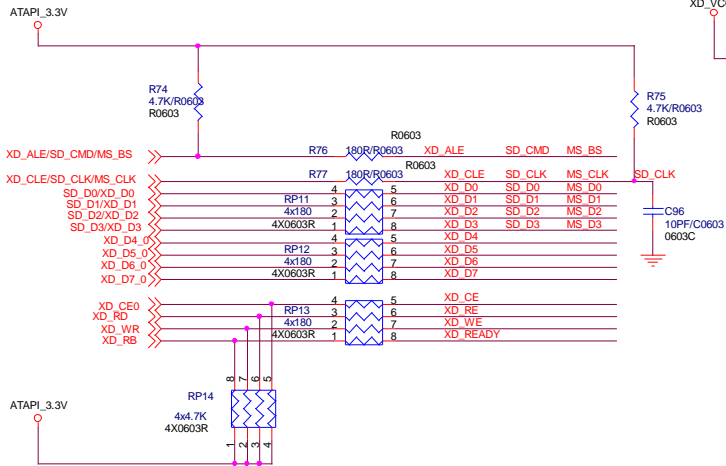 ATAPI_3.3V
XD_VC
R74
4.7K/R0603
R0603
R75
4.7K/R0603
R0603
R0603
XD_ALE/SD_CMD/MS_BS R76 180R/R0603 XD_ALE SD_CMD MS_BS
R0603
XD_CLE/SD_CLK/MS_CLK R77 180R/R0603 XD_CLE SD_CLK MS_CLK SD_CLK
SD_D0/XD_D0 4 5 XD_D0 SD_D0 MS_D0
SD_D1/XD_D1 RP11 3 6 XD_D1 SD_D1 MS_D1
SD_D2/XD_D2 4x180 2 7 XD_D2 SD_D2 MS_D2
SD_D3/XD_D3 4X0603R 1 8 XD_D3 SD_D3 MS_D3
C96
10PF/C0603
0603C
XD_D4_0 4 5 XD_D4
XD_D5_0 RP12 3 6 XD_D5
XD_D6_0 4x180 2 7 XD_D6
XD_D7_0 4X0603R 1 8 XD_D7
XD_CE0 4 5 XD_CE
XD_RD RP13 3 6 XD_RE
XD_WR 4x180 2 7 XD_WE
XD_RB 4X0603R 1 8 XD_READY
8 7 6 5
RP14
4x4.7K
4X0603R
1 2 3 4
ATAPI_3.3V